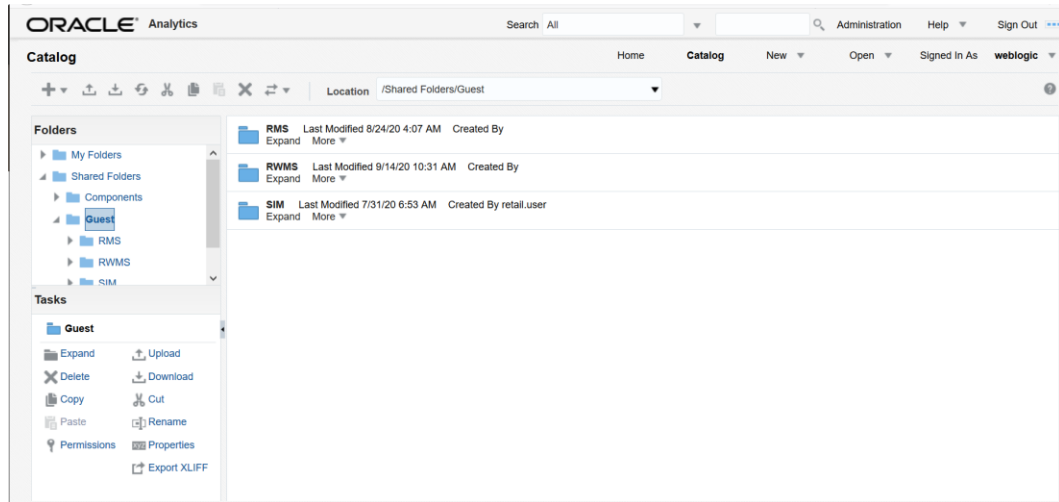 ORACLE Analytics Search All Administration Help Sign Out
Catalog Home Catalog New Open Signed In As weblogic
Location /Shared Folders/Guest
Folders
My Folders
Shared Folders
Components
Guest
RMS
RWMS
SIM
RMS Last Modified 8/24/20 4:07 AM Created By
Expand More
RWMS Last Modified 9/14/20 10:31 AM Created By
Expand More
SIM Last Modified 7/31/20 6:53 AM Created By retail.user
Expand More
Tasks
Guest
Expand Upload
Delete Download
Copy Cut
Paste Rename
Permissions Properties
Export XLIFF